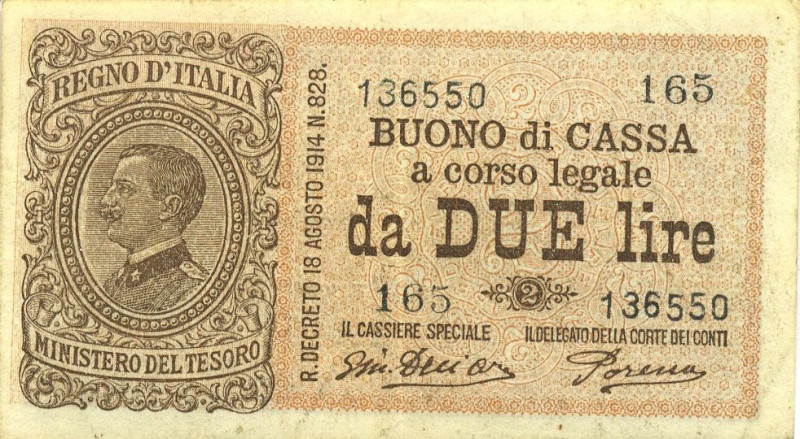 REGNO D'ITALIA
MINISTERO DEL TESORO
R. DECRETO 18 AGOSTO 1914 N. 828.
136550 165
BUONO di CASSA
a corso legale
da DUE lire
165 2 136550
IL CASSIERE SPECIALE IL DELEGATO DELLA CORTE DEI CONTI
Porena